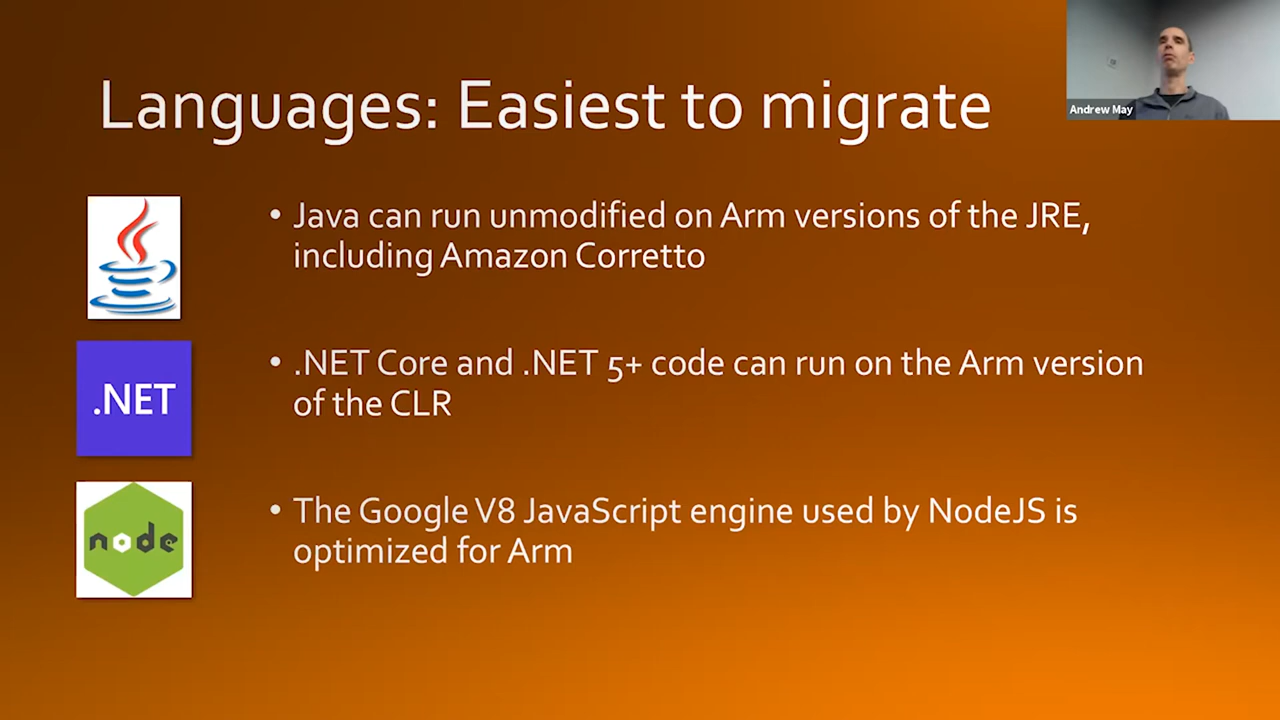 Languages: Easiest to migrate
Andrew May
• Java can run unmodified on Arm versions of the JRE,
including Amazon Corretto
.NET
• .NET Core and .NET 5+ code can run on the Arm version
of the CLR
node
• The Google V8 JavaScript engine used by NodeJS is
optimized for Arm